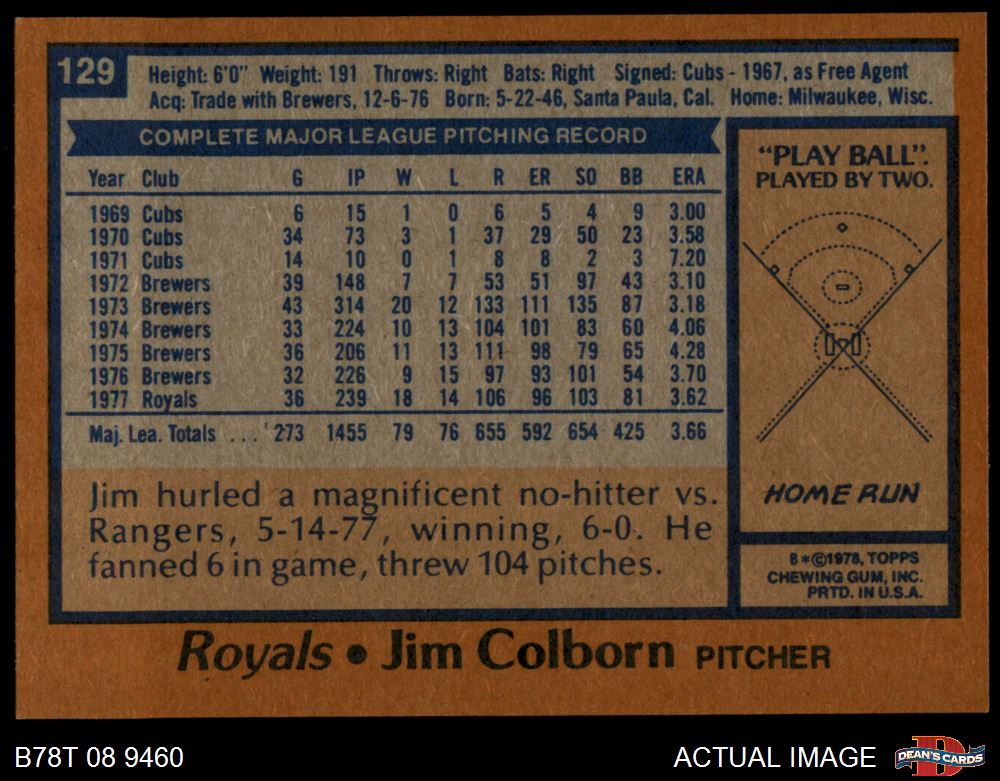 129
Height: 6'0" Weight: 191 Throws: Right Bats: Right Signed: Cubs - 1967, as Free Agent
Acq: Trade with Brewers, 12-6-76 Born: 5-22-46, Santa Paula, Cal. Home: Milwaukee, Wisc.
COMPLETE MAJOR LEAGUE PITCHING RECORD
Year Club G IP W L R ER SO BB ERA
1969 Cubs 6 15 1 0 6 5 4 9 3.00
1970 Cubs 34 73 3 1 37 29 50 23 3.58
1971 Cubs 14 10 0 1 8 8 2 3 7.20
1972 Brewers 39 148 7 7 53 51 97 43 3.10
1973 Brewers 43 314 20 12 133 111 135 87 3.18
1974 Brewers 33 224 10 13 104 101 83 60 4.06
1975 Brewers 36 206 11 13 111 98 79 65 4.28
1976 Brewers 32 226 9 15 97 93 101 54 3.70
1977 Royals 36 239 18 14 106 96 103 81 3.62
Maj. Lea. Totals ... 273 1455 79 76 655 592 654 425 3.66
Jim hurled a magnificent no-hitter vs.
Rangers, 5-14-77, winning, 6-0. He
fanned 6 in game, threw 104 pitches.
"PLAY BALL".
PLAYED BY TWO.
HOME RUN
B*©1978, TOPPS
CHEWING GUM, INC.
PRTD. IN U.S.A.
Royals • Jim Colborn PITCHER
B78T 08 9460
ACTUAL IMAGE
D
DEAN'S CARDS